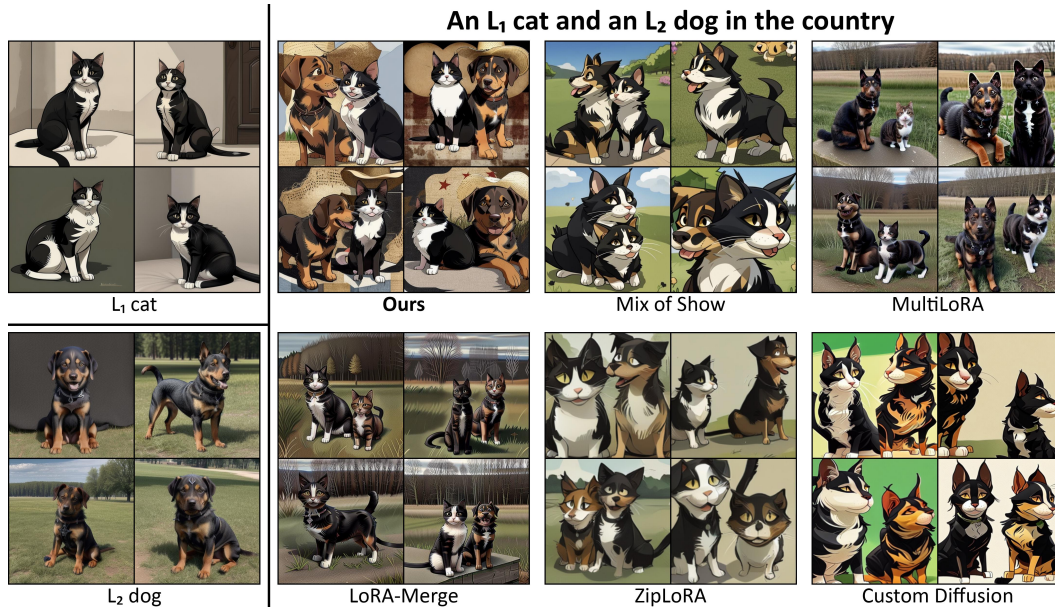 An L₁ cat and an L₂ dog in the country
L₁ cat
Ours
Mix of Show
MultiLoRA
L₂ dog
LoRA-Merge
ZipLoRA
Custom Diffusion